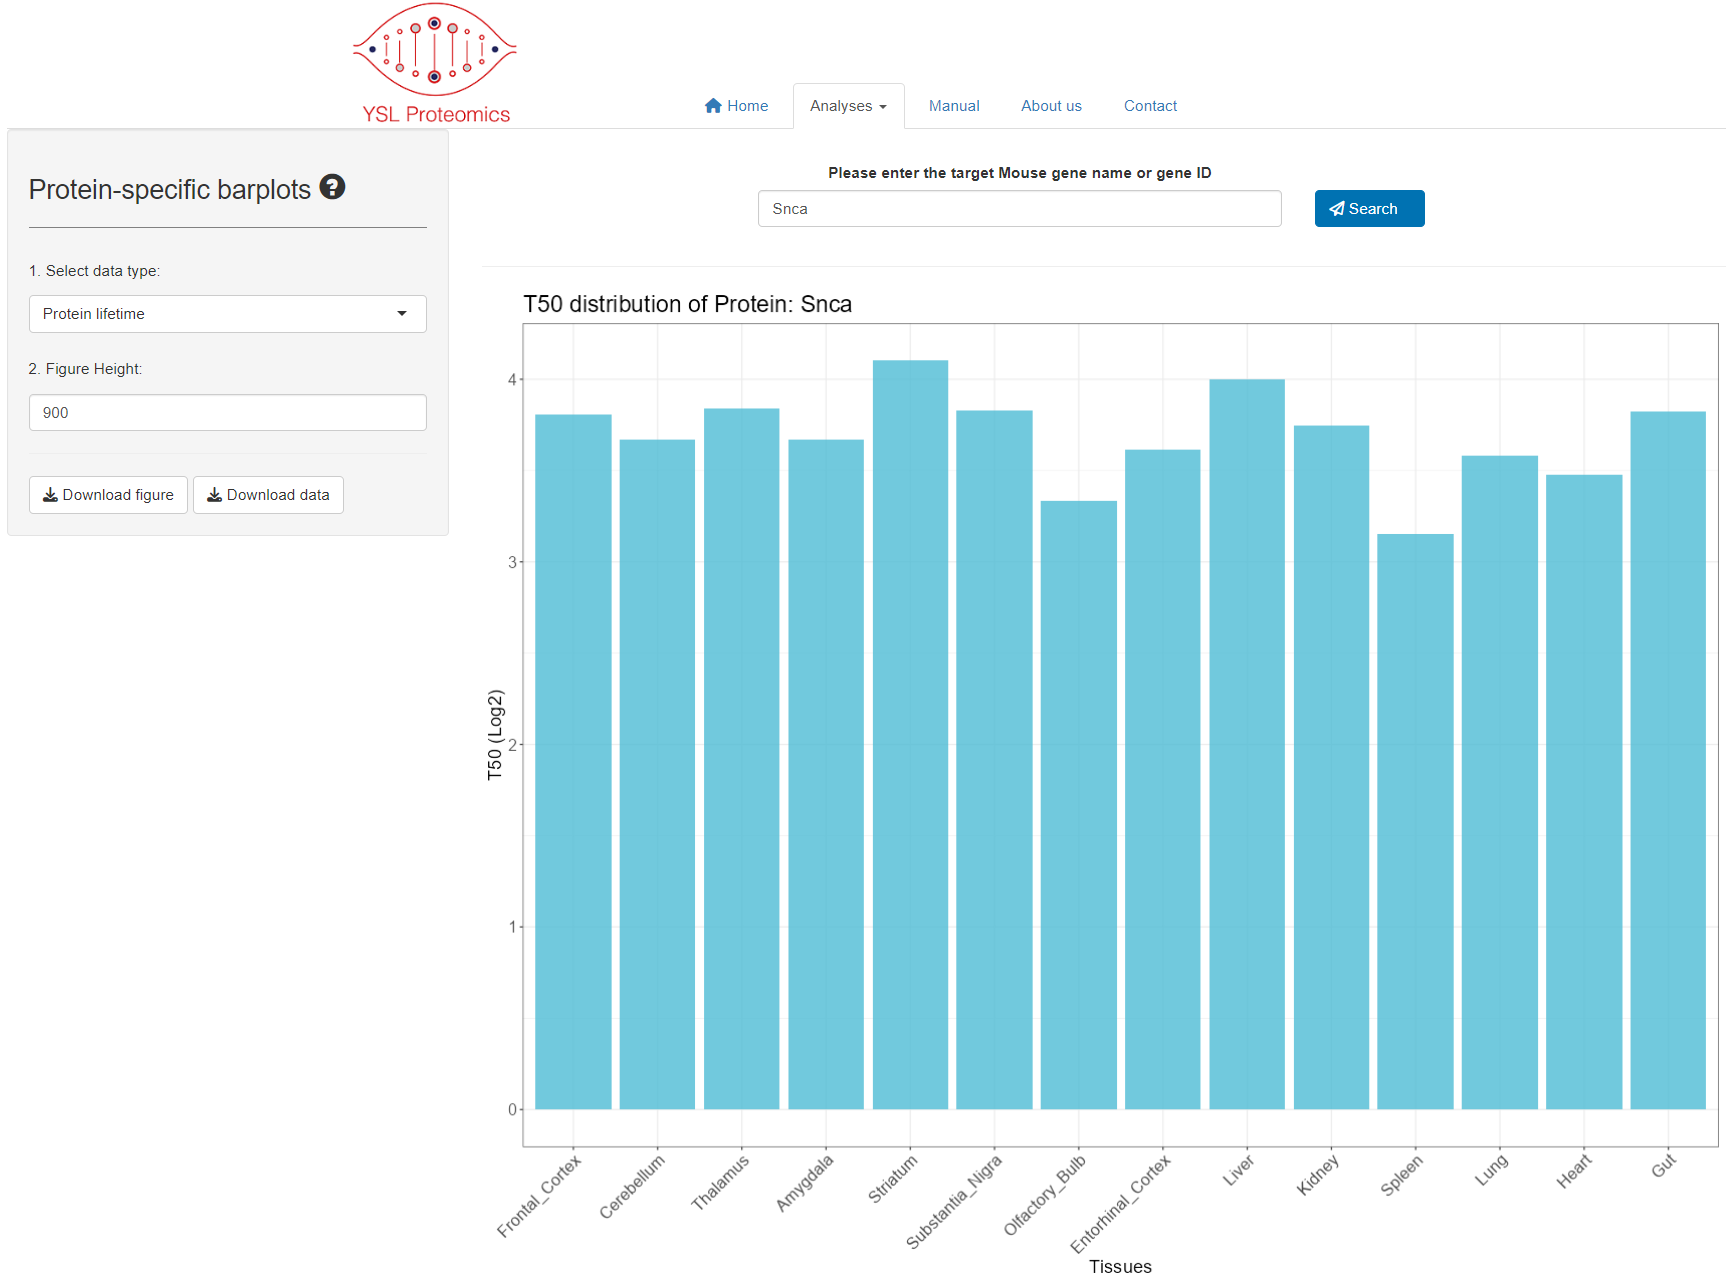 YSL Proteomics
Home
Analyses
Manual
About us
Contact
Protein-specific barplots
1. Select data type:
Protein lifetime
2. Figure Height:
900
Download figure
Download data
Please enter the target Mouse gene name or gene ID
Snca
Search
T50 distribution of Protein: Snca
T50 (Log2)
4
3
2
1
0
Frontal_Cortex
Cerebellum
Thalamus
Amygdala
Striatum
Substantia_Nigra
Olfactory_Bulb
Entorhinal_Cortex
Liver
Kidney
Spleen
Lung
Heart
Gut
Tissues